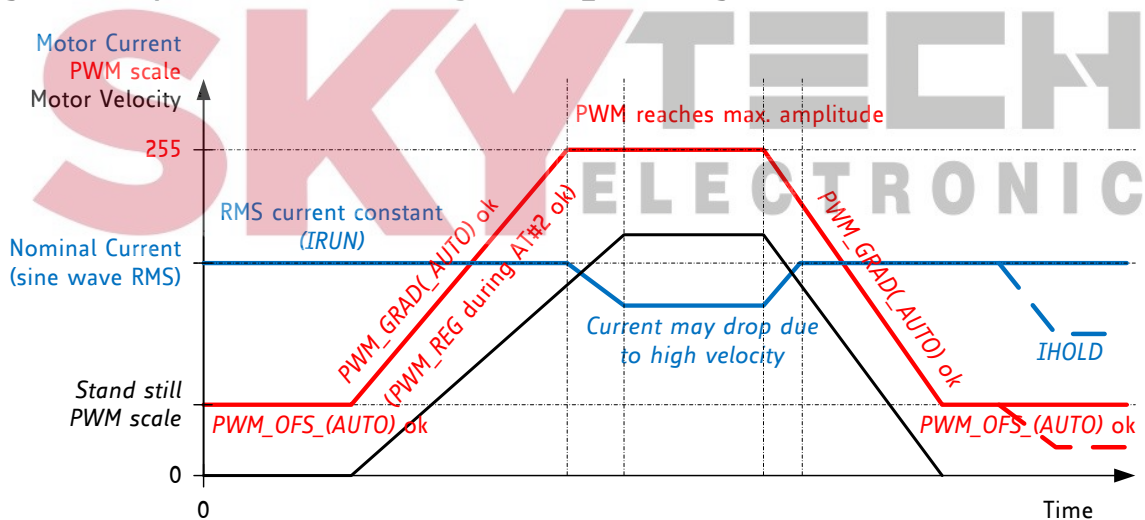 SKYTECH
ELECTRONIC
Motor Current
PWM scale
Motor Velocity
PWM reaches max. amplitude
255
RMS current constant
(IRUN)
Nominal Current
(sine wave RMS)
PWM_GRAD(_AUTO) ok
(PWM_REG during AT#2 ok)
PWM_GRAD(_AUTO) ok
Current may drop due
to high velocity
IHOLD
Stand still
PWM scale
PWM_OFS_(AUTO) ok
PWM_OFS_(AUTO) ok
0
0
Time